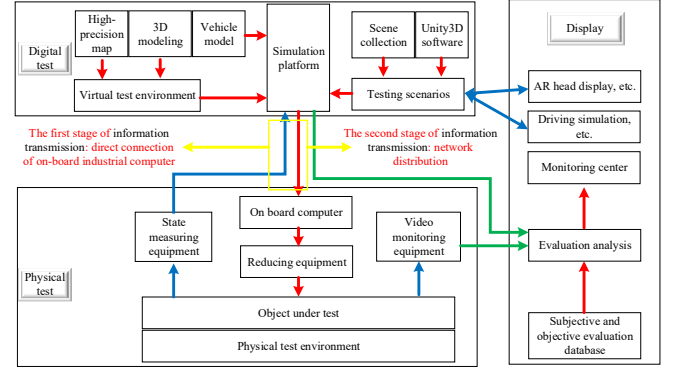 High-
precision
map
3D
modeling
Vehicle
model
Simulation
platform
Scene
collection
Unity3D
software
Display
Digital
test
Virtual test environment
Testing scenarios
AR head display, etc.
Driving simulation,
etc.
The first stage of information
transmission: direct connection
of on-board industrial computer
The second stage of information
transmission: network
distribution
Monitoring center
State
measuring
equipment
On board computer
Video
monitoring
equipment
Evaluation analysis
Reducing equipment
Physical
test
Object under test
Physical test environment
Subjective and
objective evaluation
database